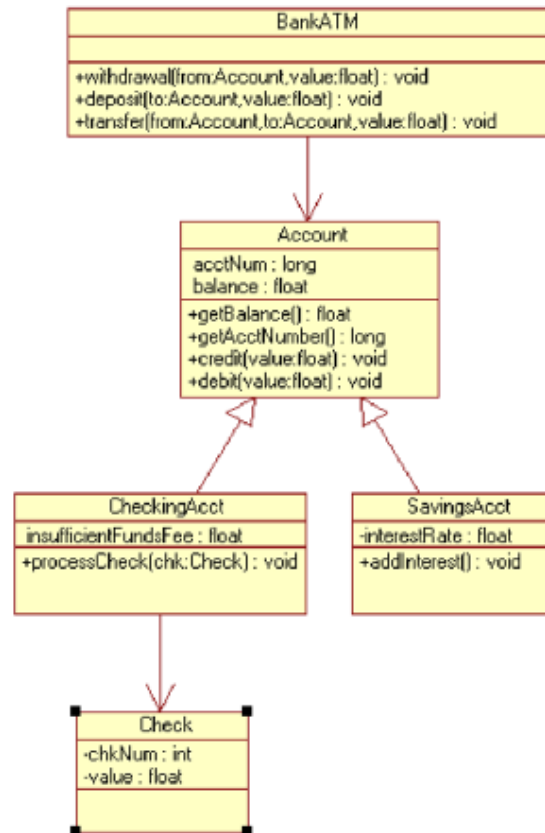 BankATM
+withdrawal(from:Account,value:float) : void
+deposit(to:Account,value:float) : void
+transfer(from:Account,to:Account,value:float) : void
Account
acctNum : long
balance : float
+getBalance() : float
+getAcctNumber() : long
+credit(value:float) : void
+debit(value:float) : void
CheckingAcct
insufficientFundsFee : float
+processCheck(chk:Check) : void
SavingsAcct
-interestRate : float
+addInterest() : void
Check
-chkNum : int
-value : float